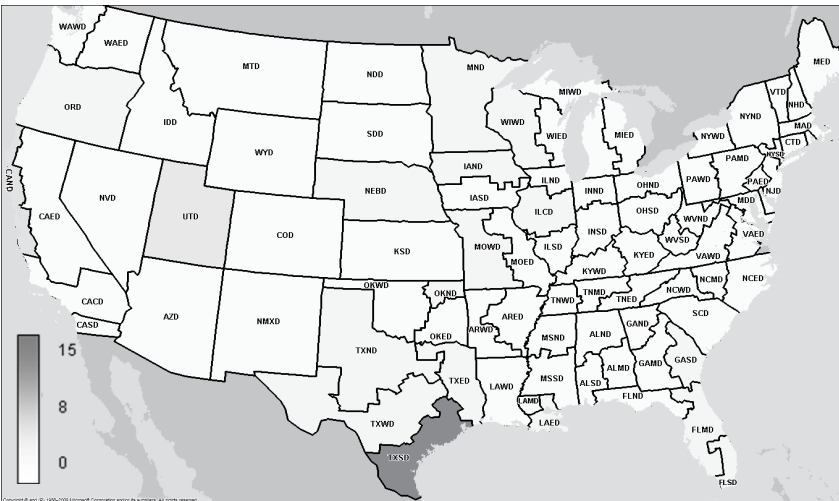 WAWD
WAED
MTD
NDD
MND
MED
ORD
IDD
SDD
WIWD
MIWD
VTD
NHD
WYD
WIED
MIED
NYWD
NYND
MAD
CTD
NYSD
NEBD
IAND
IASD
ILND
INND
OHND
PAWD
PAMD
PAED
NJD
MDD
CAND
CAED
NVD
UTD
COD
KSD
MOWD
MOED
ILCD
ILSD
INSD
OHSD
WVND
WVSD
VAED
VAWD
KYWD
KYED
CACD
CASD
AZD
NMXD
OKWD
OKND
OKED
ARWD
ARED
TNWD
TNMD
TNED
NCWD
NCMD
NCED
SCD
TXND
TXED
TXWD
TXSD
LAWD
LAMD
LAED
MSND
MSSD
ALND
ALSD
ALMD
GAND
GAMD
GASD
FLND
FLMD
FLSD
15
8
0